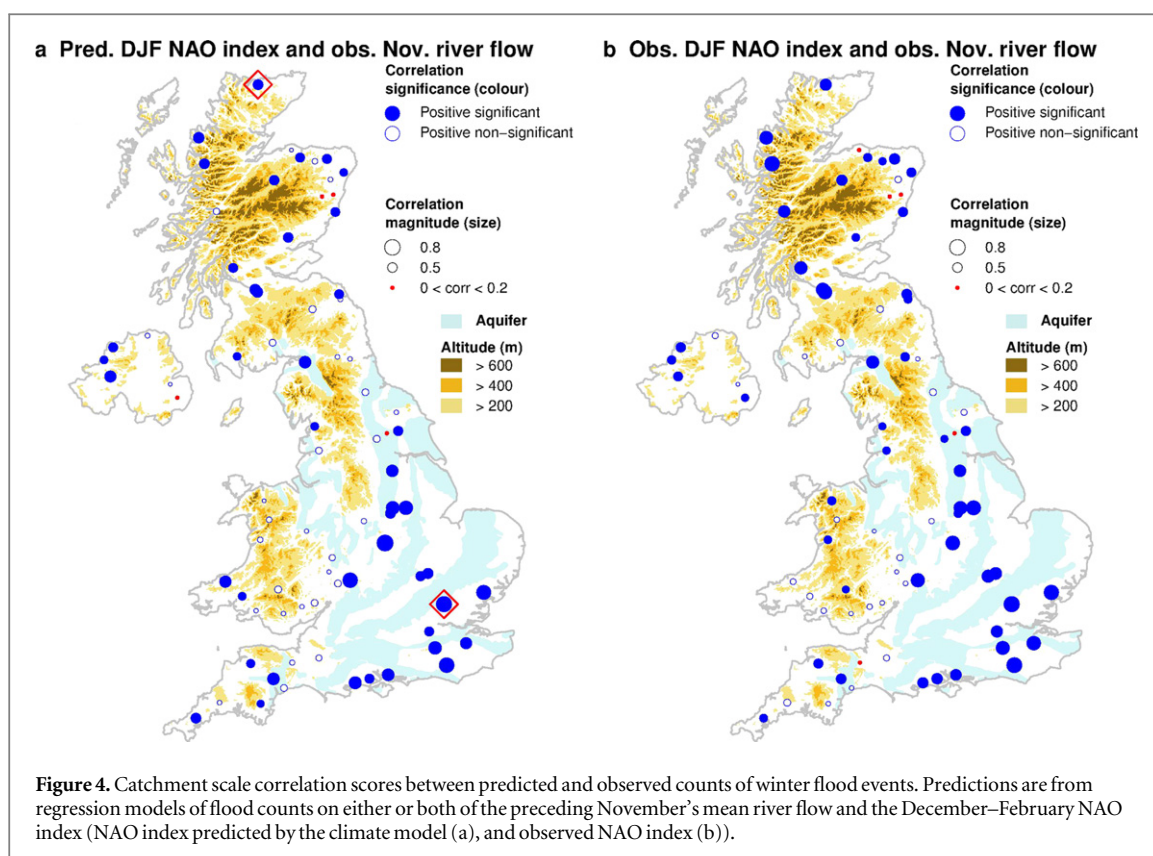 a Pred. DJF NAO index and obs. Nov. river flow
Correlation
significance (colour)
Positive significant
Positive non−significant
Correlation
magnitude (size)
0.8
0.5
0 < corr < 0.2
Aquifer
Altitude (m)
> 600
> 400
> 200
b Obs. DJF NAO index and obs. Nov. river flow
Correlation
significance (colour)
Positive significant
Positive non−significant
Correlation
magnitude (size)
0.8
0.5
0 < corr < 0.2
Aquifer
Altitude (m)
> 600
> 400
> 200
Figure 4. Catchment scale correlation scores between predicted and observed counts of winter flood events. Predictions are from
regression models of flood counts on either or both of the preceding November's mean river flow and the December–February NAO
index (NAO index predicted by the climate model (a), and observed NAO index (b)).